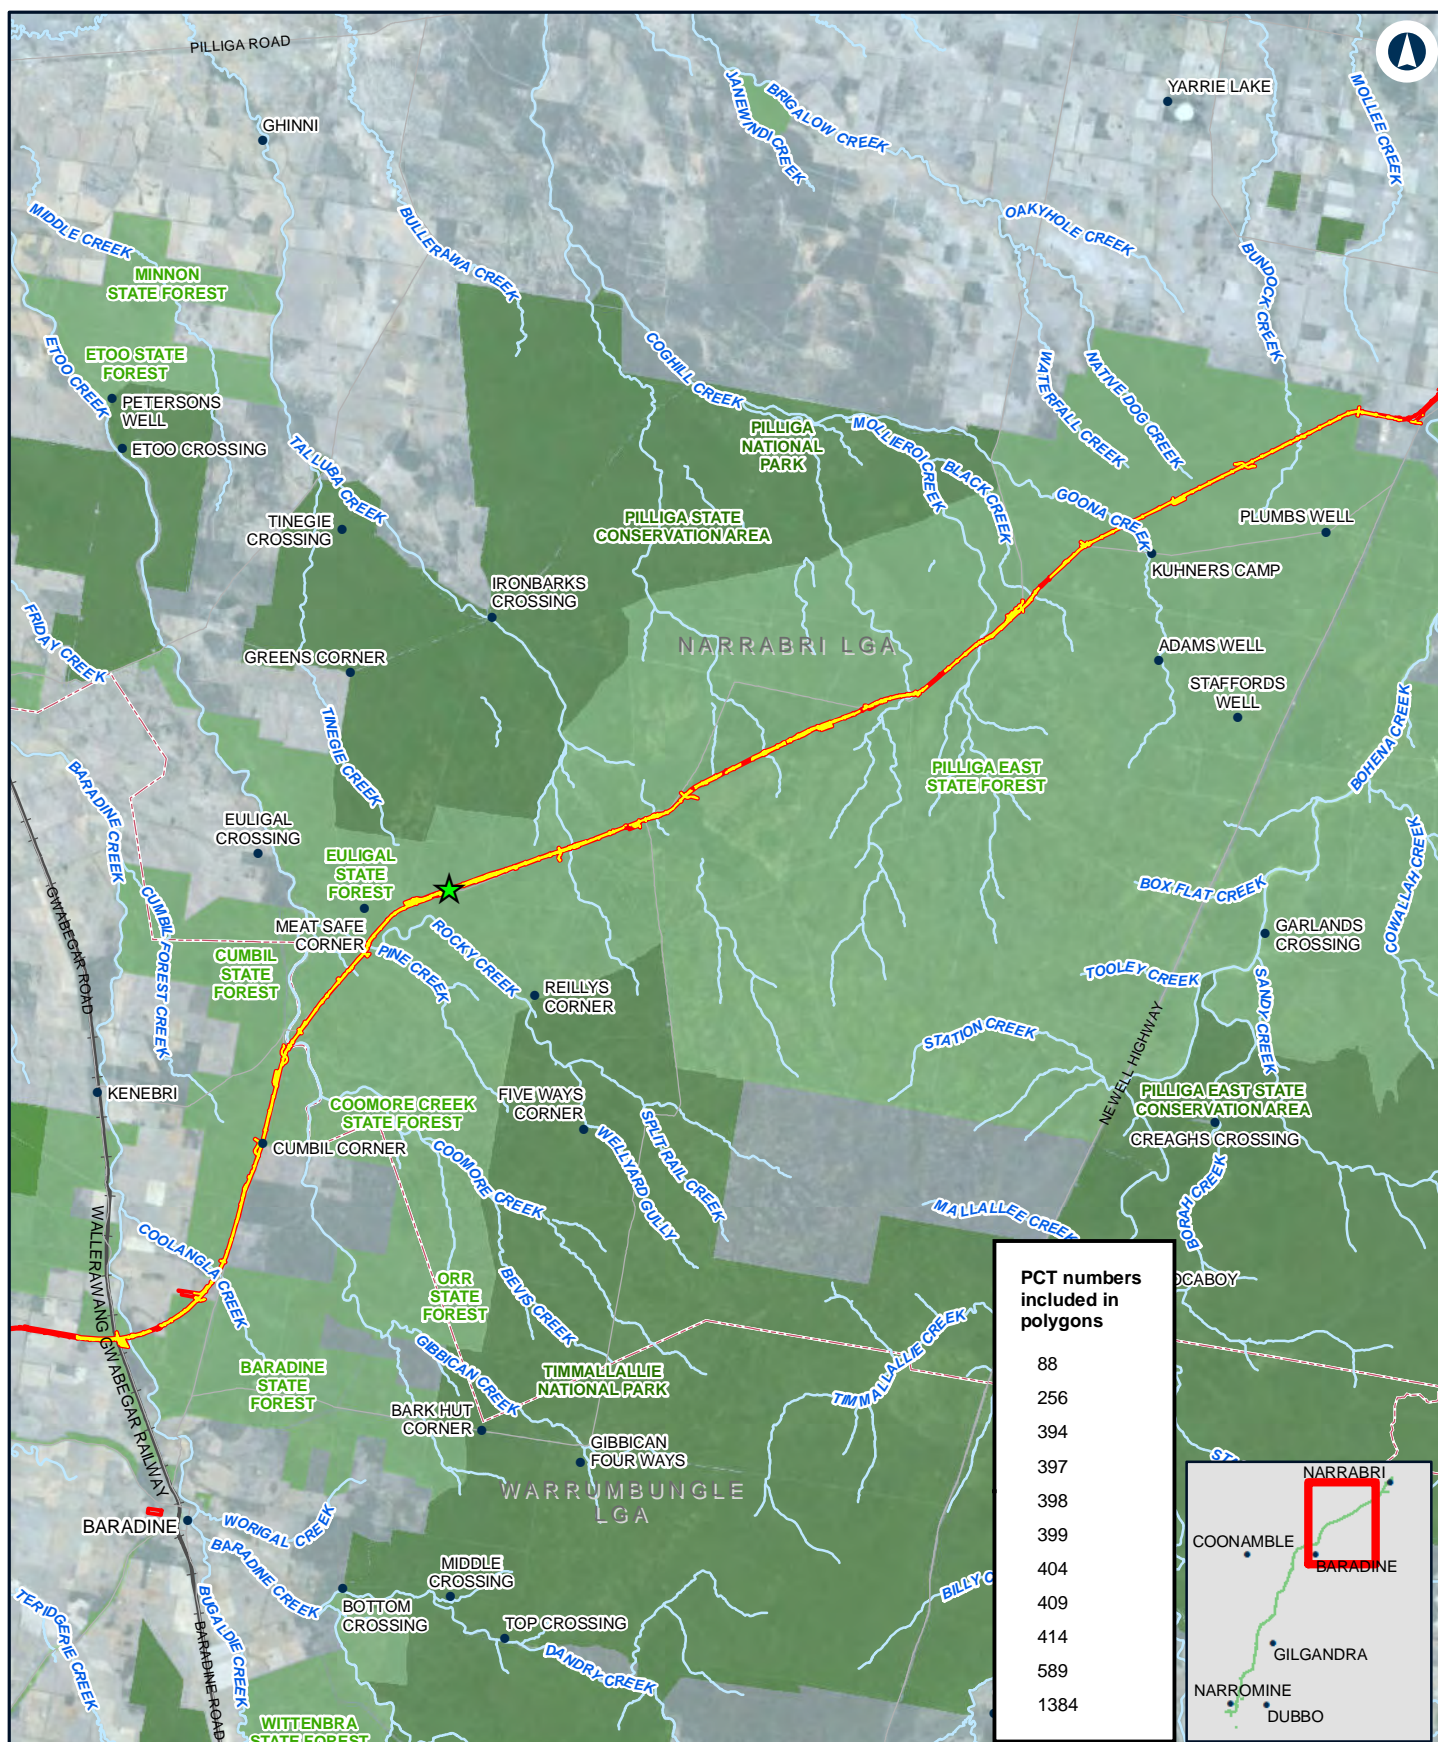 PILLIGA ROAD
YARRIE LAKE
GHINNI
JANEWINDI CREEK
BRIGALOW CREEK
MOLLEE CREEK
MIDDLE CREEK
BULLERAWA CREEK
OAKYHOLE CREEK
BUNDOCK CREEK
MINNON
STATE FOREST
ETOO STATE
FOREST
ETOO CREEK
PETERSONS
WELL
ETOO CROSSING
COGHILL CREEK
WATERFALL CREEK
NATIVE DOG CREEK
TALLUBA CREEK
PILLIGA
NATIONAL
PARK
MOLLIEROI CREEK
BLACK CREEK
GOONA CREEK
TINEGIE
CROSSING
PILLIGA STATE
CONSERVATION AREA
PLUMBS WELL
KUHNERS CAMP
IRONBARKS
CROSSING
FRIDAY CREEK
GREENS CORNER
NARRABRI LGA
ADAMS WELL
STAFFORDS
WELL
TINEGIE CREEK
BOHENA CREEK
BARADINE CREEK
PILLIGA EAST
STATE FOREST
EULIGAL
CROSSING
EULIGAL
STATE
FOREST
COWALLAH CREEK
BOX FLAT CREEK
GWABEGAR ROAD
CUMBIL FOREST CREEK
MEAT SAFE
CORNER
ROCKY CREEK
PINE CREEK
GARLANDS
CROSSING
CUMBIL
STATE
FOREST
TOOLEY CREEK
SANDY CREEK
REILLYS
CORNER
STATION CREEK
NEWELL HIGHWAY
KENEBRI
COOMORE CREEK
STATE FOREST
FIVE WAYS
CORNER
SPLIT RAIL CREEK
PILLIGA EAST STATE
CONSERVATION AREA
CREAGHS CROSSING
CUMBIL CORNER
COOMORE CREEK
WELLYARD GULLY
BORAH CREEK
MALLALLEE CREEK
WALLERAWANG GWABEGAR RAILWAY
COOLANGLA CREEK
ORR
STATE
FOREST
BEVIS CREEK
OCABOY
GIBBICAN CREEK
TIMMALLALLIE CREEK
BARADINE
STATE
FOREST
TIMMALLALLIE
NATIONAL PARK
BARK HUT
CORNER
GIBBICAN
FOUR WAYS
WARRUMBUNGLE
LGA
BARADINE
WORIGAL CREEK
BARADINE CREEK
MIDDLE
CROSSING
BOTTOM
CROSSING
TOP CROSSING
DANDRY CREEK
BILLY C
TERIDGERIE CREEK
BUGALDIE CREEK
BARADINE ROAD
WITTENBRA
STATE FOREST
PCT numbers
included in
polygons
88
256
394
397
398
399
404
409
414
589
1384
NARRABRI
COONAMBLE
BARADINE
GILGANDRA
NARROMINE
DUBBO